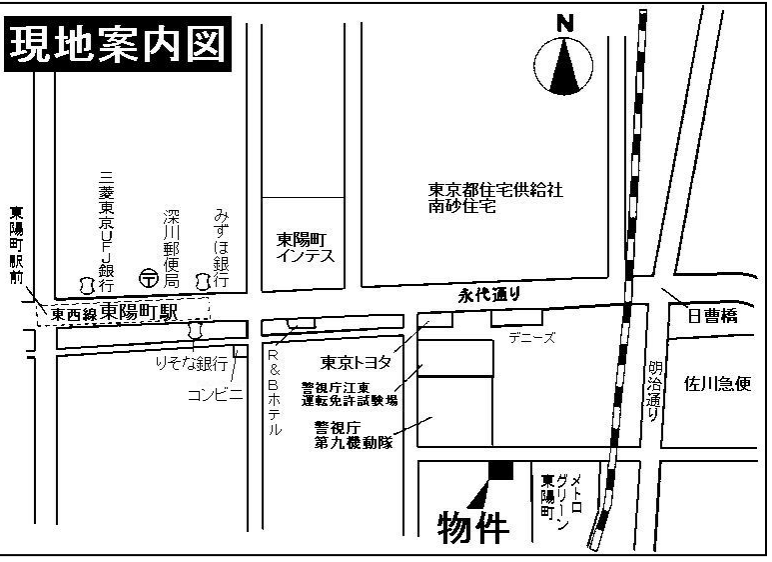 現地案内図
N
東陽町駅前
三菱東京UFJ銀行
深川郵便局
みずほ銀行
東陽町
インテス
東京都住宅供給社
南砂住宅
東西線東陽町駅
永代通り
日曹橋
りそな銀行
コンビニ
R&Bホテル
東京トヨタ
デニーズ
警視庁江東
運転免許試験場
警視庁
第九機動隊
明治通り
佐川急便
メトロ
グリーン
東陽町
物件